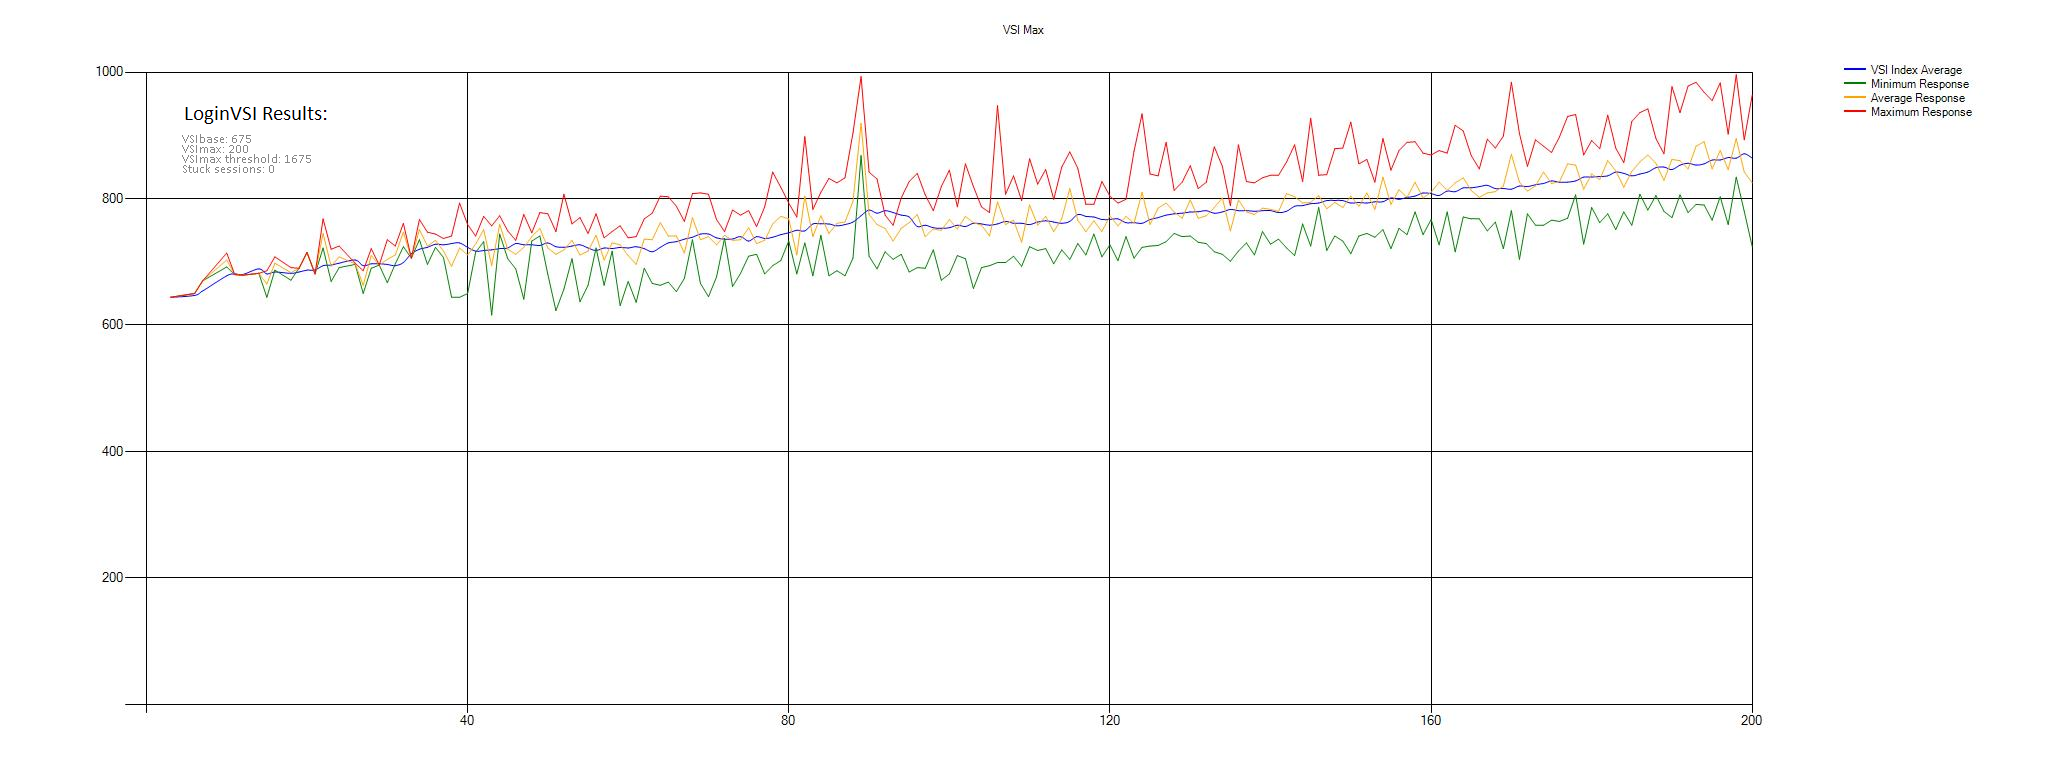 VSI Max
1000
800
600
400
200
40
80
120
160
200
LoginVSI Results:
VSIbase: 675
VSImax: 200
VSImax threshold: 1675
Stuck sessions: 0
VSI Index Average
Minimum Response
Average Response
Maximum Response